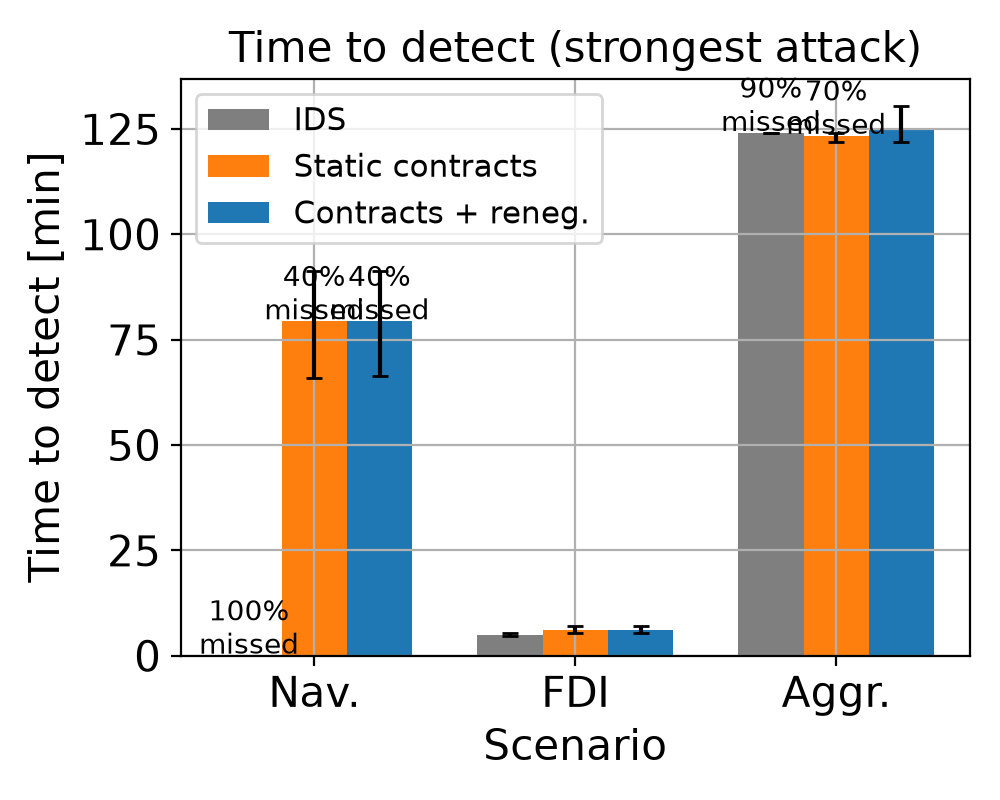 Time to detect (strongest attack)
Time to detect [min]
125
100
75
50
25
0
IDS
Static contracts
Contracts + reneg.
100%
missed
40%
missed
40%
missed
90%
missed
70%
missed
Nav.
FDI
Aggr.
Scenario